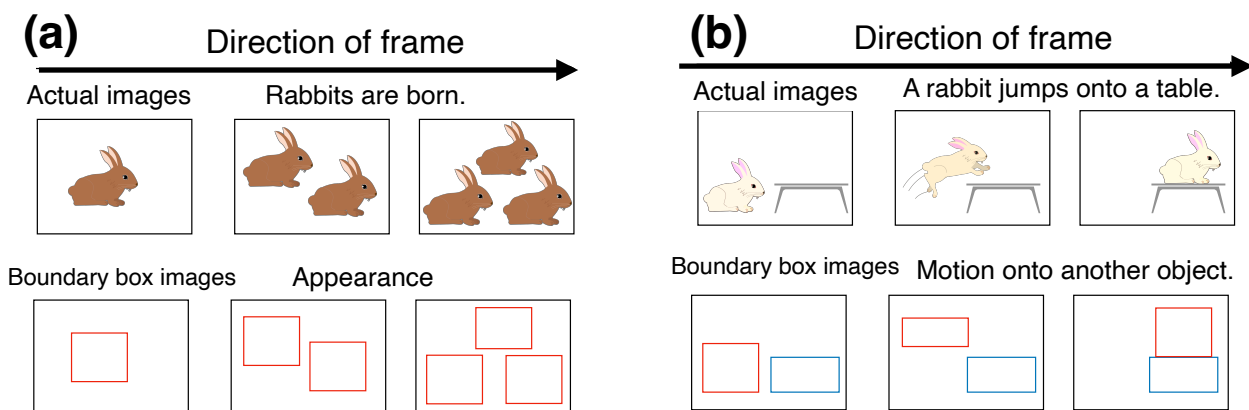 (a)
Direction of frame
Actual images
Rabbits are born.
Boundary box images
Appearance
(b)
Direction of frame
Actual images
A rabbit jumps onto a table.
Boundary box images
Motion onto another object.